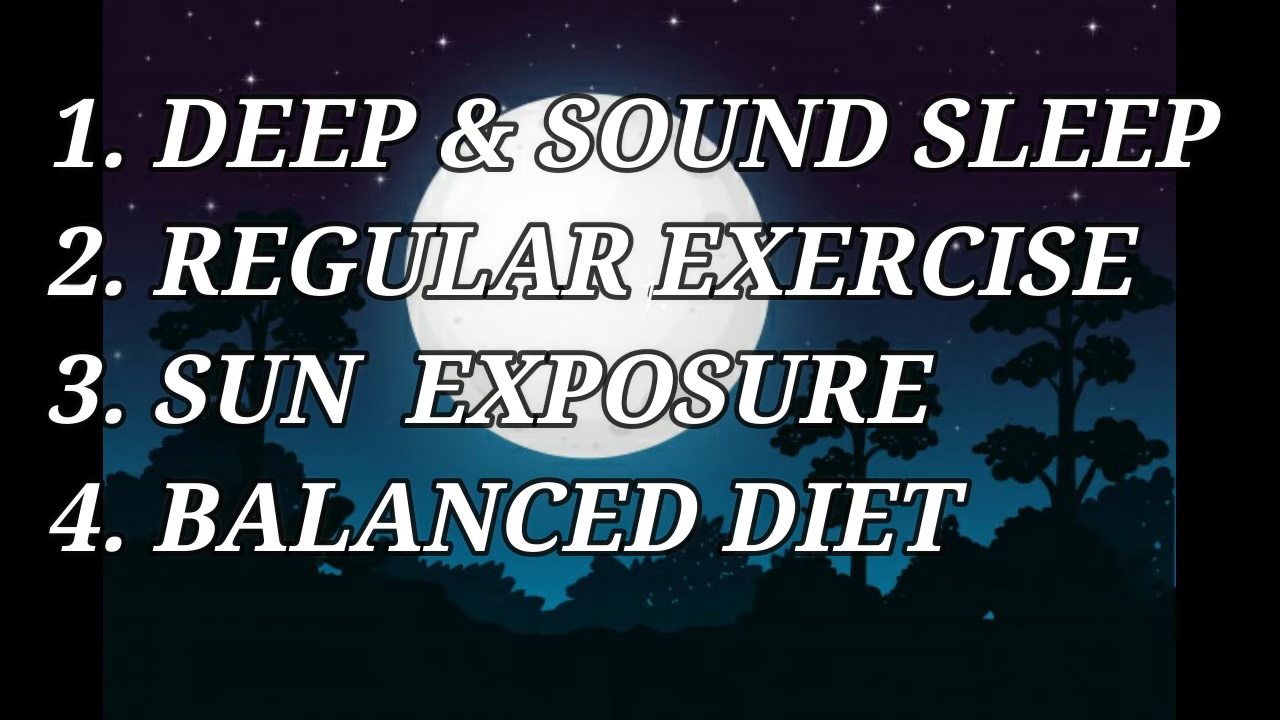 1. DEEP & SOUND SLEEP
2. REGULAR EXERCISE
3. SUN EXPOSURE
4. BALANCED DIET